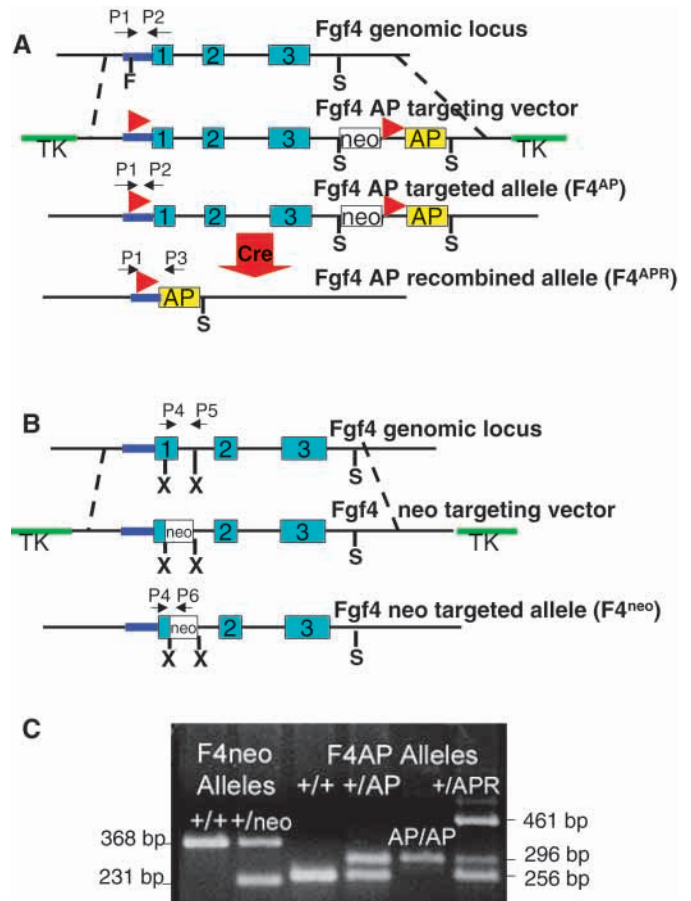 A
P1 P2
Fgf4 genomic locus
1 2 3
F S
Fgf4 AP targeting vector
TK 1 2 3 neo AP TK
S S
P1 P2
Fgf4 AP targeted allele (F4AP)
1 2 3 neo AP
S S
Cre
P1 P3
Fgf4 AP recombined allele (F4APR)
AP
S
B
P4 P5
Fgf4 genomic locus
1 2 3
X X S
Fgf4 neo targeting vector
TK neo 2 3 TK
X X S
P4 P6
Fgf4 neo targeted allele (F4neo)
neo 2 3
X X S
C
F4neo F4AP Alleles
Alleles +/+ +/AP +/APR
+/+ +/neo AP/AP
461 bp
368 bp
296 bp
231 bp
256 bp